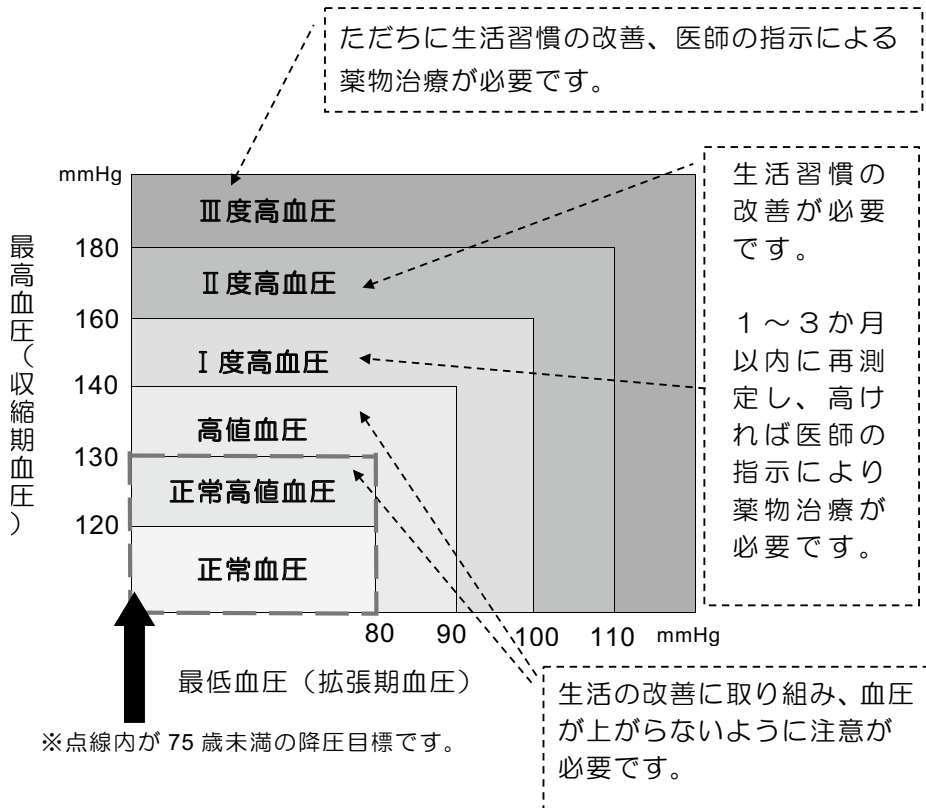 ただちに生活習慣の改善、医師の指示による
薬物治療が必要です。
mmHg
Ⅲ度高血圧
180
Ⅱ度高血圧
160
Ⅰ度高血圧
140
高値血圧
130
正常高値血圧
120
正常血圧
最高血圧（収縮期血圧）
80 90 100 110 mmHg
最低血圧（拡張期血圧）
※点線内が 75 歳未満の降圧目標です。
生活習慣の
改善が必要
です。
１～３か月
以内に再測
定し、高け
れば医師の
指示により
薬物治療が
必要です。
生活の改善に取り組み、血圧
が上がらないように注意が
必要です。